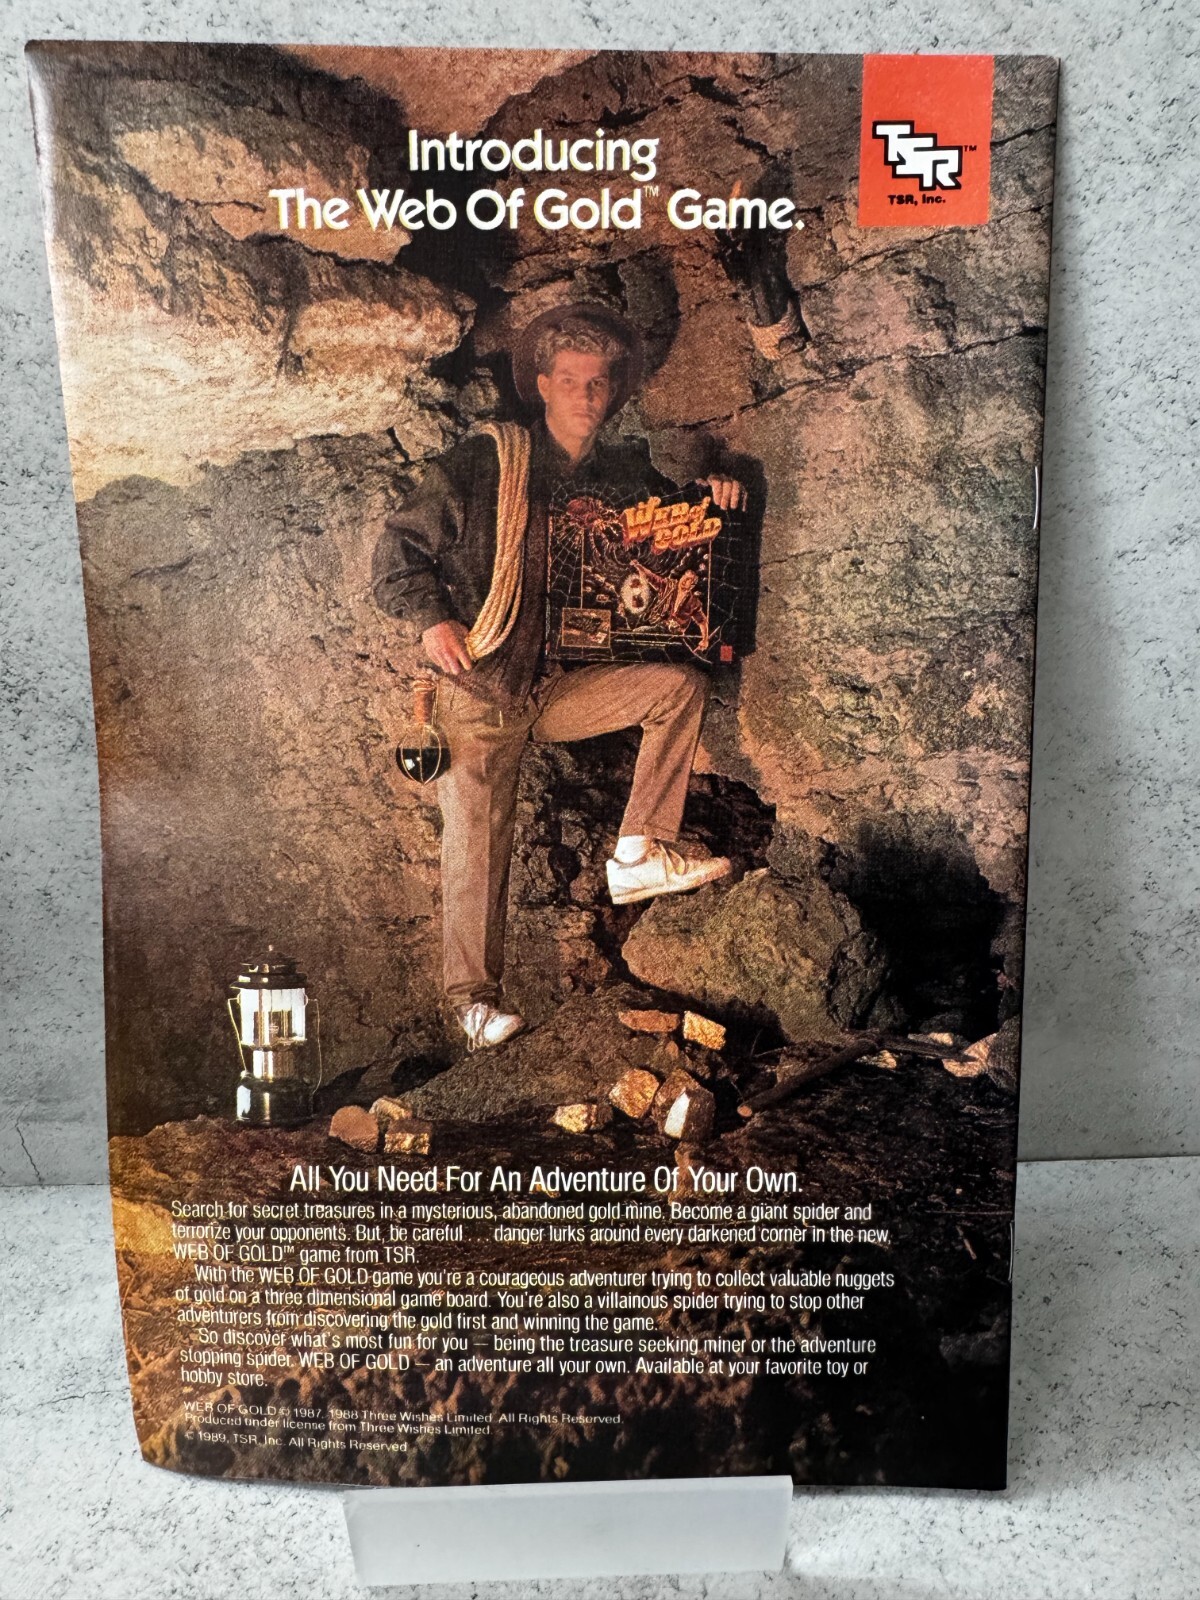 Introducing
The Web Of Gold™ Game.
TSR™
TSR, Inc.
WEB of
GOLD
All You Need For An Adventure Of Your Own.
Search for secret treasures in a mysterious, abandoned gold mine. Become a giant spider and
terrorize your opponents. But, be careful . . . danger lurks around every darkened corner in the new,
WEB OF GOLD™ game from TSR.
With the WEB OF GOLD game you're a courageous adventurer trying to collect valuable nuggets
of gold on a three dimensional game board. You're also a villainous spider trying to stop other
adventurers from discovering the gold first and winning the game.
So discover what's most fun for you — being the treasure seeking miner or the adventure
stopping spider. WEB OF GOLD — an adventure all your own. Available at your favorite toy or
hobby store.
WEB OF GOLD © 1987, 1988 Three Wishes Limited. All Rights Reserved.
Produced under license from Three Wishes Limited.
© 1989, TSR, Inc. All Rights Reserved